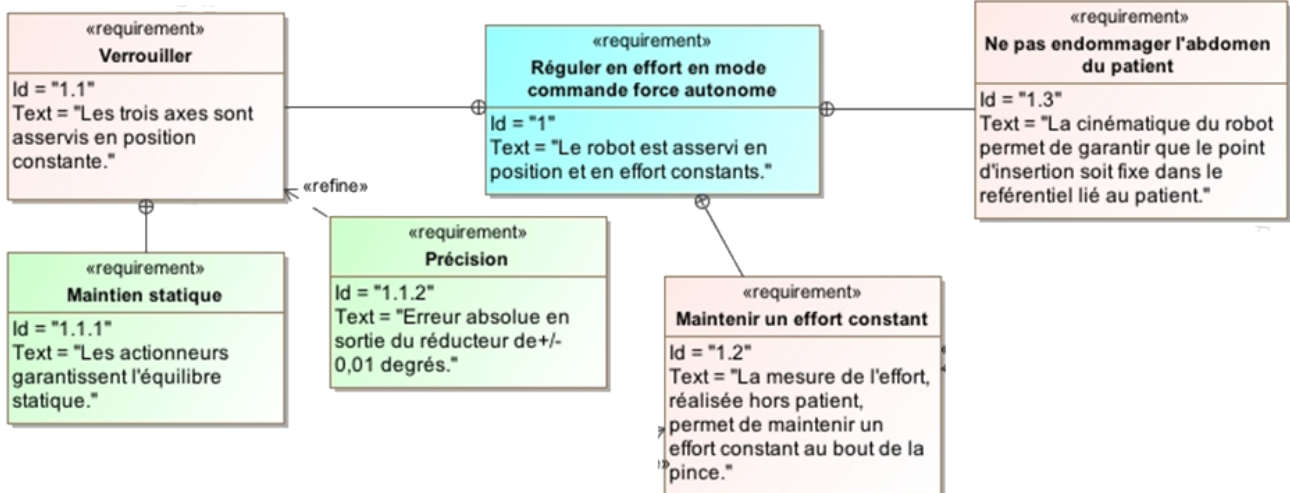 «requirement»
Verrouiller
Id = "1.1"
Text = "Les trois axes sont
asservis en position
constante."
«requirement»
Réguler en effort en mode
commande force autonome
Id = "1"
Text = "Le robot est asservi en
position et en effort constants."
«requirement»
Ne pas endommager l'abdomen
du patient
Id = "1.3"
Text = "La cinématique du robot
permet de garantir que le point
d'insertion soit fixe dans le
reférentiel lié au patient."
«refine»
«requirement»
Maintien statique
Id = "1.1.1"
Text = "Les actionneurs
garantissent l'équilibre
statique."
«requirement»
Précision
Id = "1.1.2"
Text = "Erreur absolue en
sortie du réducteur de+/-
0,01 degrés."
«requirement»
Maintenir un effort constant
Id = "1.2"
Text = "La mesure de l'effort,
réalisée hors patient,
permet de maintenir un
effort constant au bout de la
pince."